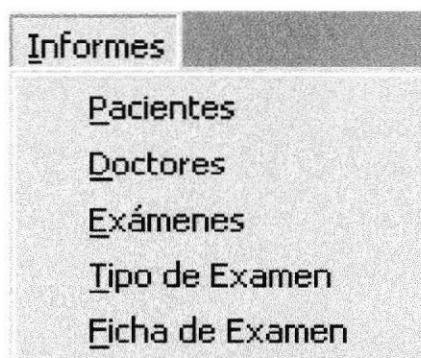 Informes
Pacientes
Doctores
Exámenes
Tipo de Examen
Ficha de Examen